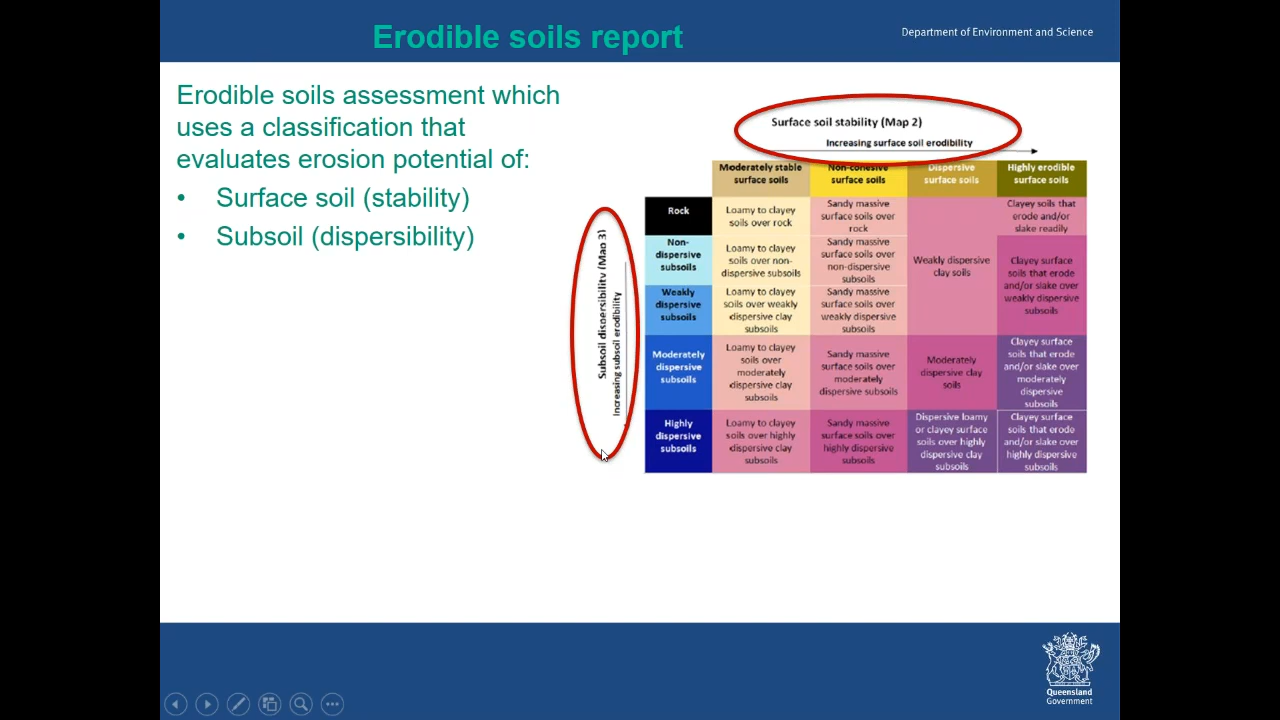 Erodible soils report
Department of Environment and Science
Erodible soils assessment which
uses a classification that
evaluates erosion potential of:
• Surface soil (stability)
• Subsoil (dispersibility)
Surface soil stability (Map 2)
Increasing surface soil erodibility
Subsoil dispersibility (Map 3)
Increasing subsoil erodibility
Moderately stable
surface soils
Non-cohesive
surface soils
Dispersive
surface soils
Highly erodible
surface soils
Rock
Loamy to clayey
soils over rock
Sandy massive
surface soils over
rock
Weakly dispersive
clay soils
Clayey soils that
erode and/or
slake readily
Non-
dispersive
subsoils
Loamy to clayey
soils over non-
dispersive subsoils
Sandy massive
surface soils over
non-dispersive
subsoils
Clayey surface
soils that erode
and/or slake over
weakly dispersive
subsoils
Weakly
dispersive
subsoils
Loamy to clayey
soils over weakly
dispersive clay
subsoils
Sandy massive
surface soils over
weakly dispersive
subsoils
Moderately
dispersive
subsoils
Loamy to clayey
soils over
moderately
dispersive clay
subsoils
Sandy massive
surface soils over
moderately
dispersive subsoils
Moderately
dispersive clay
soils
Clayey surface
soils that erode
and/or slake over
moderately
dispersive
subsoils
Highly
dispersive
subsoils
Loamy to clayey
soils over highly
dispersive clay
subsoils
Sandy massive
surface soils over
highly dispersive
subsoils
Dispersive loamy
or clayey surface
soils over highly
dispersive clay
subsoils
Clayey surface
soils that erode
and/or slake over
highly dispersive
subsoils
Queensland
Government